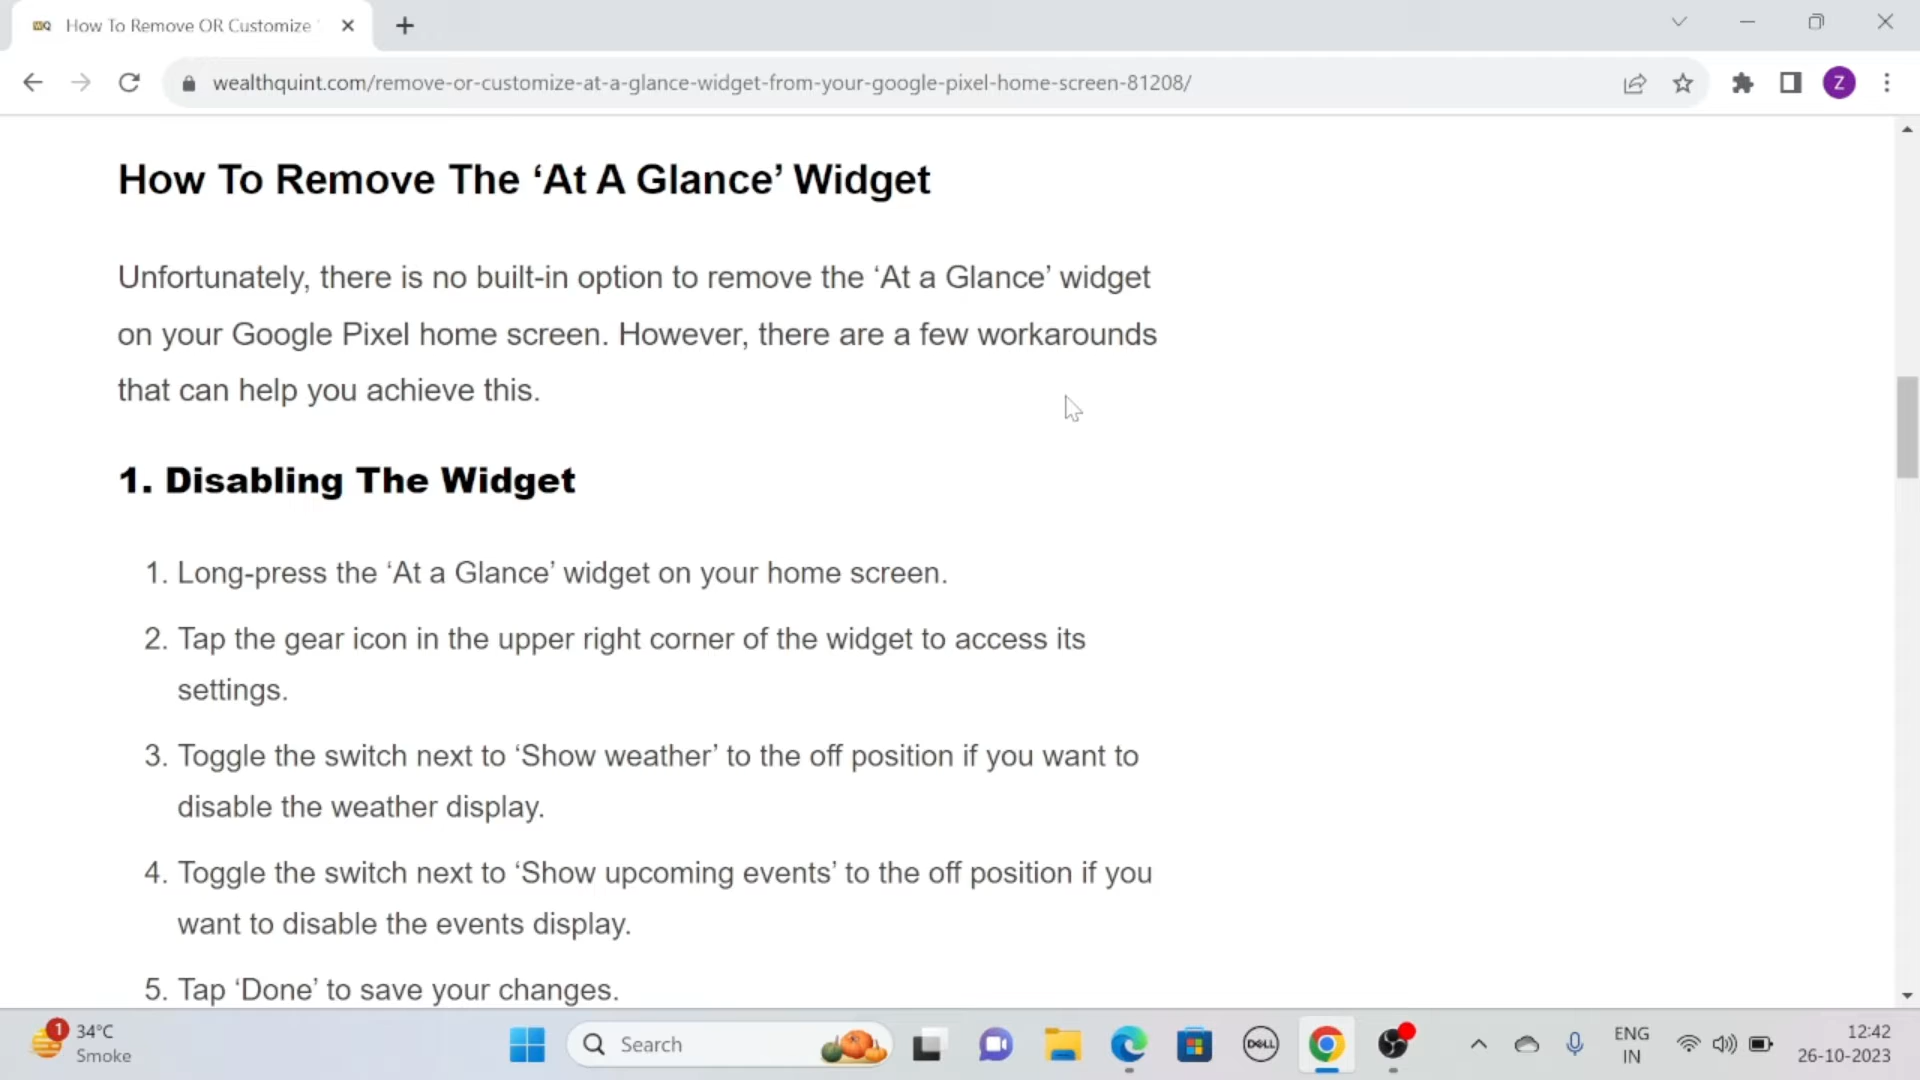 WQ How To Remove OR Customize
wealthquint.com/remove-or-customize-at-a-glance-widget-from-your-google-pixel-home-screen-81208/
Z
How To Remove The ‘At A Glance’ Widget
Unfortunately, there is no built-in option to remove the ‘At a Glance’ widget
on your Google Pixel home screen. However, there are a few workarounds
that can help you achieve this.
1. Disabling The Widget
1. Long-press the ‘At a Glance’ widget on your home screen.
2. Tap the gear icon in the upper right corner of the widget to access its
settings.
3. Toggle the switch next to ‘Show weather’ to the off position if you want to
disable the weather display.
4. Toggle the switch next to ‘Show upcoming events’ to the off position if you
want to disable the events display.
5. Tap ‘Done’ to save your changes.
1
34°C
Smoke
Search
DELL
ENG
IN
12:42
26-10-2023